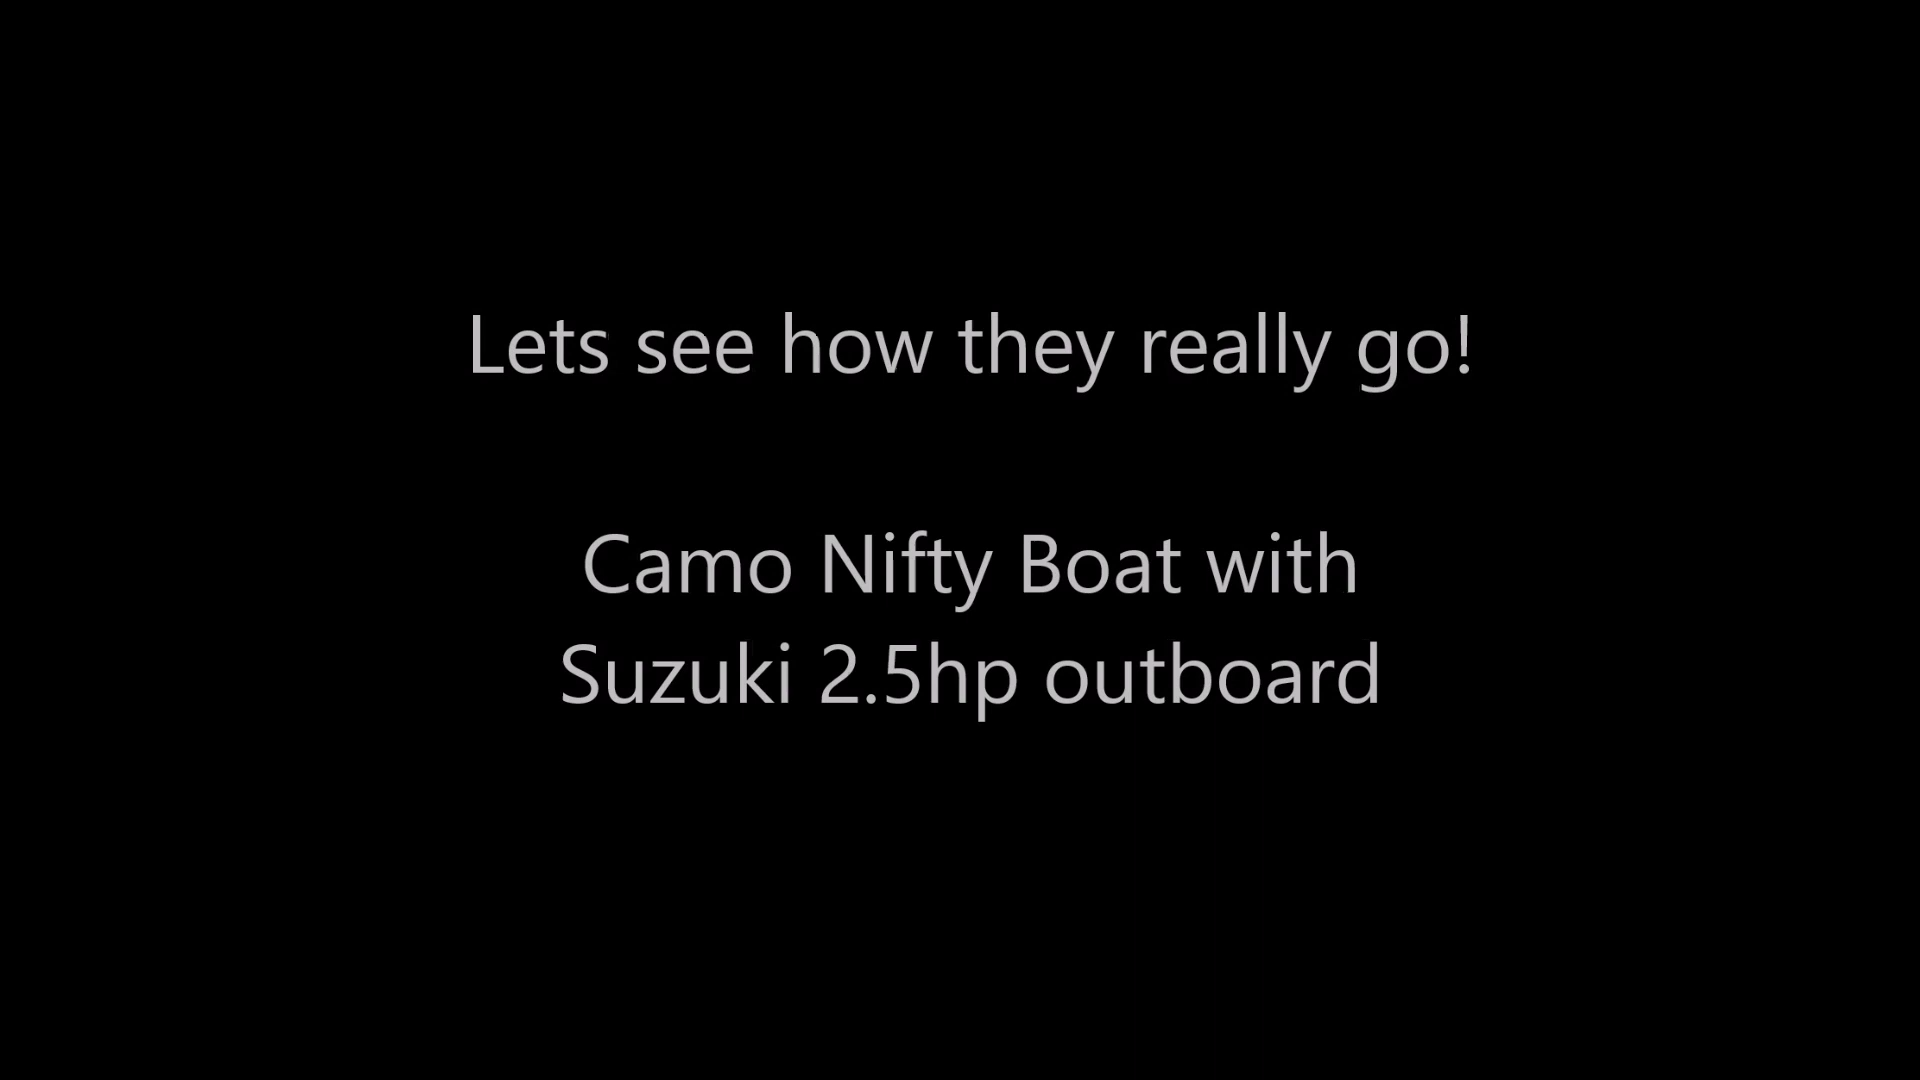 Lets see how they really go!
Camo Nifty Boat with
Suzuki 2.5hp outboard